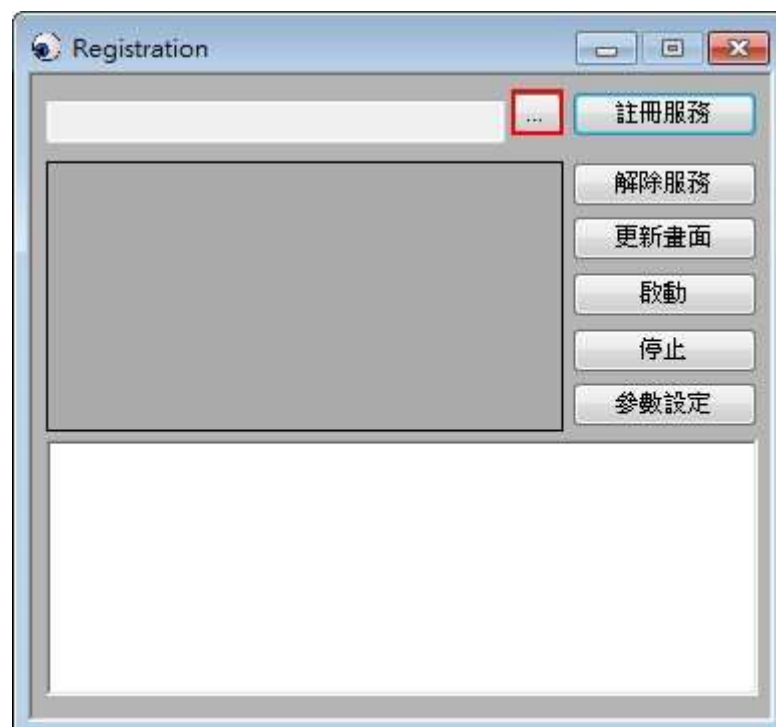 Registration
...
註冊服務
解除服務
更新畫面
啟動
停止
參數設定